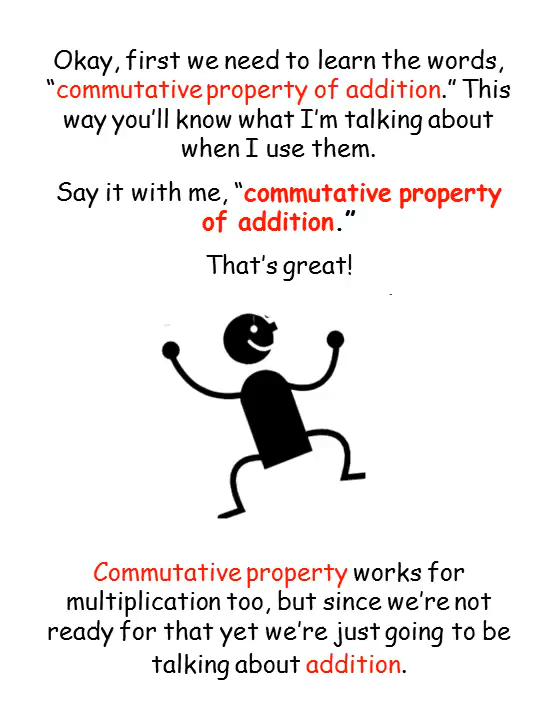 Okay, first we need to learn the words,
“commutative property of addition.” This
way you’ll know what I’m talking about
when I use them.
Say it with me, “commutative property
of addition.”
That’s great!
Commutative property works for
multiplication too, but since we’re not
ready for that yet we’re just going to be
talking about addition.